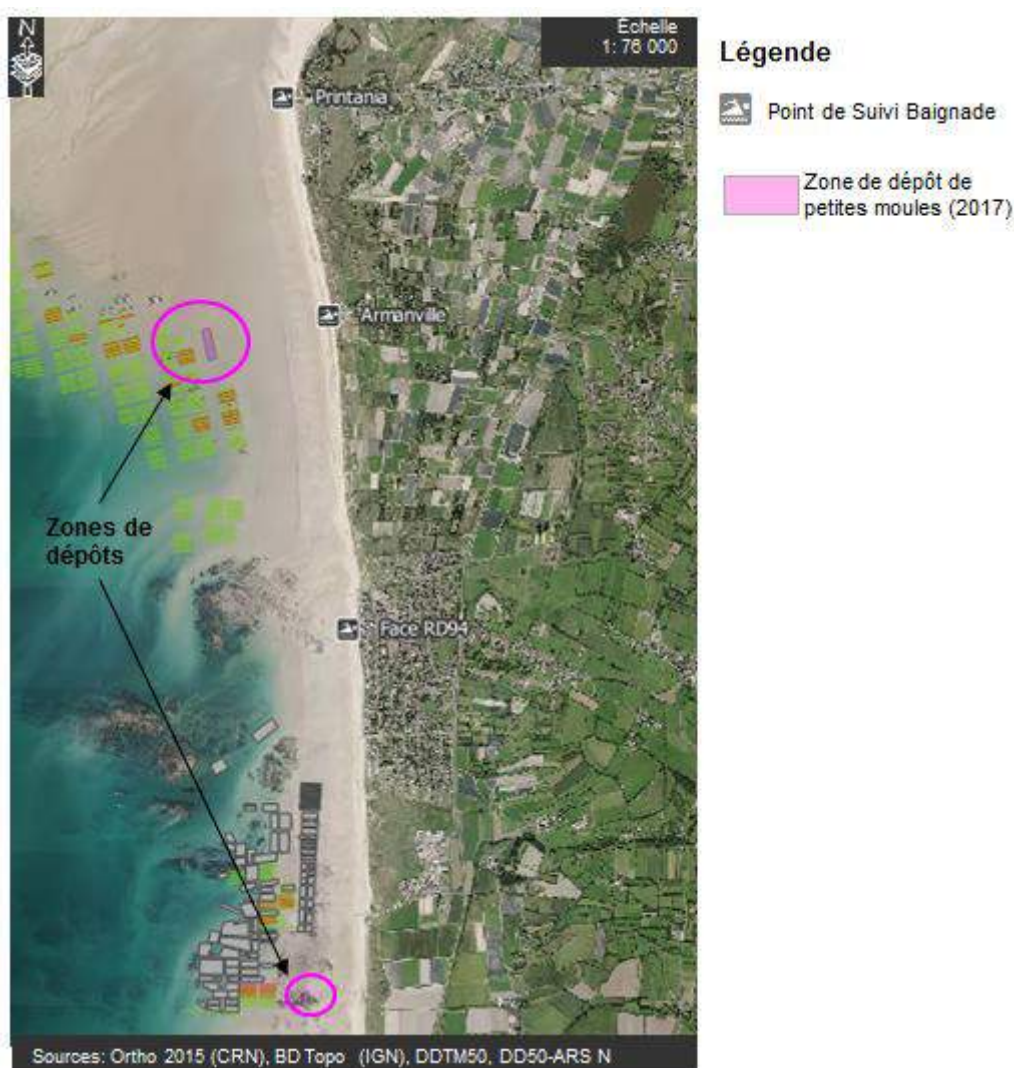 N
Échelle
1: 76 000
Printania
Armanville
Zones de
dépôts
Face RD94
Sources: Ortho 2015 (CRN), BD Topo (IGN), DDTM50, DD50-ARS N
Légende
Point de Suivi Baignade
Zone de dépôt de
petites moules (2017)